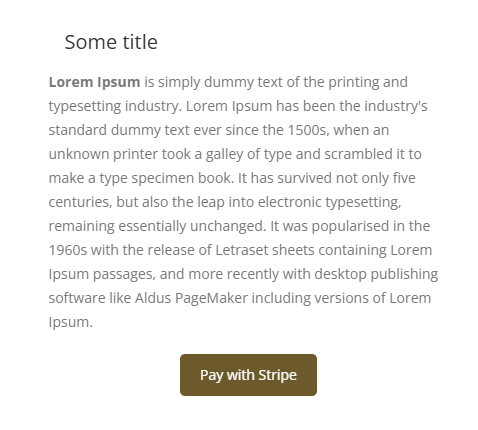 Some title
Lorem Ipsum is simply dummy text of the printing and
typesetting industry. Lorem Ipsum has been the industry's
standard dummy text ever since the 1500s, when an
unknown printer took a galley of type and scrambled it to
make a type specimen book. It has survived not only five
centuries, but also the leap into electronic typesetting,
remaining essentially unchanged. It was popularised in the
1960s with the release of Letraset sheets containing Lorem
Ipsum passages, and more recently with desktop publishing
software like Aldus PageMaker including versions of Lorem
Ipsum.
Pay with Stripe